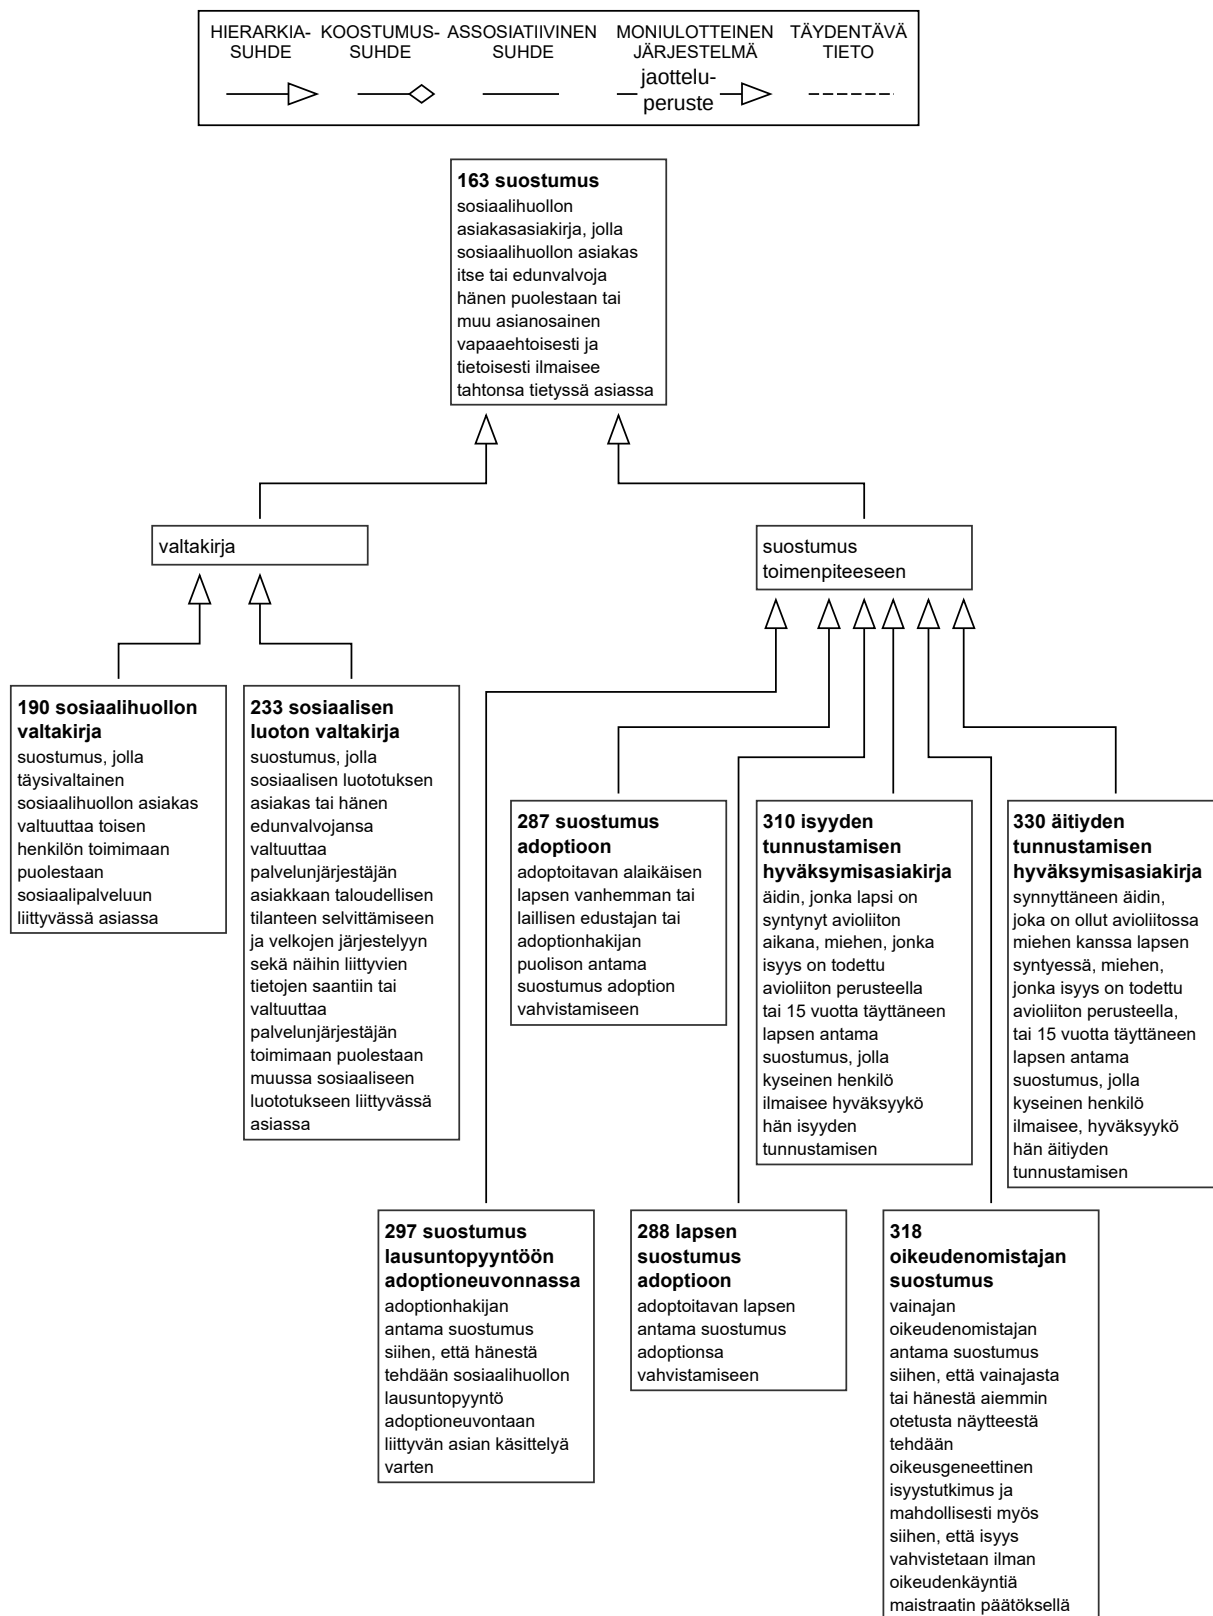 HIERARKIA-
SUHDE
KOOSTUMUS-
SUHDE
ASSOSIATIIVINEN
SUHDE
MONIULOTTEINEN
JÄRJESTELMÄ
jaottelu-
peruste
TÄYDENTÄVÄ
TIETO
163 suostumus
sosiaalihuollon
asiakasasiakirja, jolla
sosiaalihuollon asiakas
itse tai edunvalvoja
hänen puolestaan tai
muu asianosainen
vapaaehtoisesti ja
tietoisesti ilmaisee
tahtonsa tietyssä asiassa
valtakirja
suostumus
toimenpiteeseen
190 sosiaalihuollon
valtakirja
suostumus, jolla
täysivaltainen
sosiaalihuollon asiakas
valtuuttaa toisen
henkilön toimimaan
puolestaan
sosiaalipalveluun
liittyvässä asiassa
233 sosiaalisen
luoton valtakirja
suostumus, jolla
sosiaalisen luototuksen
asiakas tai hänen
edunvalvojansa
valtuuttaa
palvelunjärjestäjän
asiakkaan taloudellisen
tilanteen selvittämiseen
ja velkojen järjestelyyn
sekä näihin liittyvien
tietojen saantiin tai
valtuuttaa
palvelunjärjestäjän
toimimaan puolestaan
muussa sosiaaliseen
luototukseen liittyvässä
asiassa
287 suostumus
adoptioon
adoptoitavan alaikäisen
lapsen vanhemman tai
laillisen edustajan tai
adoptionhakijan
puolison antama
suostumus adoption
vahvistamiseen
310 isyyden
tunnustamisen
hyväksymisasiakirja
äidin, jonka lapsi on
syntynyt avioliiton
aikana, miehen, jonka
isyys on todettu
avioliiton perusteella
tai 15 vuotta täyttäneen
lapsen antama
suostumus, jolla
kyseinen henkilö
ilmaisee hyväksyykö
hän isyyden
tunnustamisen
330 äitiyden
tunnustamisen
hyväksymisasiakirja
synnyttäneen äidin,
joka on ollut avioliitossa
miehen kanssa lapsen
syntyessä, miehen,
jonka isyys on todettu
avioliiton perusteella,
tai 15 vuotta täyttäneen
lapsen antama
suostumus, jolla
kyseinen henkilö
ilmaisee, hyväksyykö
hän äitiyden
tunnustamisen
297 suostumus
lausuntopyyntöön
adoptioneuvonnassa
adoptionhakijan
antama suostumus
siihen, että hänestä
tehdään sosiaalihuollon
lausuntopyyntö
adoptioneuvontaan
liittyvän asian käsittelyä
varten
288 lapsen
suostumus
adoptioon
adoptoitavan lapsen
antama suostumus
adoptionsa
vahvistamiseen
318
oikeudenomistajan
suostumus
vainajan
oikeudenomistajan
antama suostumus
siihen, että vainajasta
tai hänestä aiemmin
otetusta näytteestä
tehdään
oikeusgeneettinen
isyystutkimus ja
mahdollisesti myös
siihen, että isyys
vahvistetaan ilman
oikeudenkäyntiä
maistraatin päätöksellä